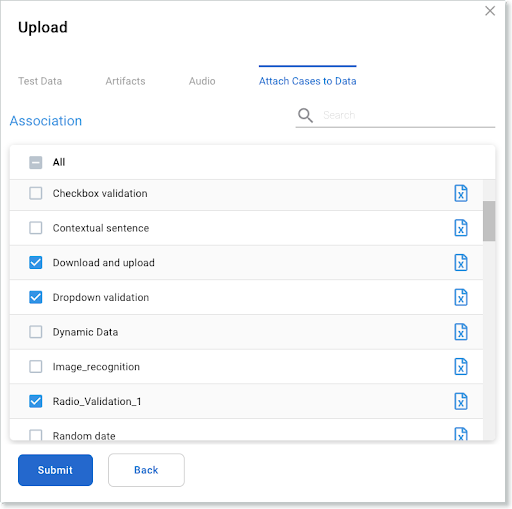 Upload
Test Data Artifacts Audio Attach Cases to Data
Association Search
All
Checkbox validation
Contextual sentence
Download and upload
Dropdown validation
Dynamic Data
Image_recognition
Radio_Validation_1
Random date
Submit Back